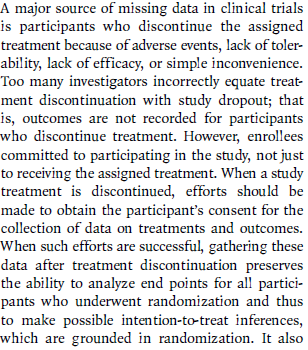 A major source of missing data in clinical trials
is participants who discontinue the assigned
treatment because of adverse events, lack of toler-
ability, lack of efficacy, or simple inconvenience.
Too many investigators incorrectly equate treat-
ment discontinuation with study dropout; that
is, outcomes are not recorded for participants
who discontinue treatment. However, enrollees
committed to participating in the study, not just
to receiving the assigned treatment. When a study
treatment is discontinued, efforts should be
made to obtain the participant's consent for the
collection of data on treatments and outcomes.
When such efforts are successful, gathering these
data after treatment discontinuation preserves
the ability to analyze end points for all partici-
pants who underwent randomization and thus
to make possible intention-to-treat inferences,
which are grounded in randomization. It also